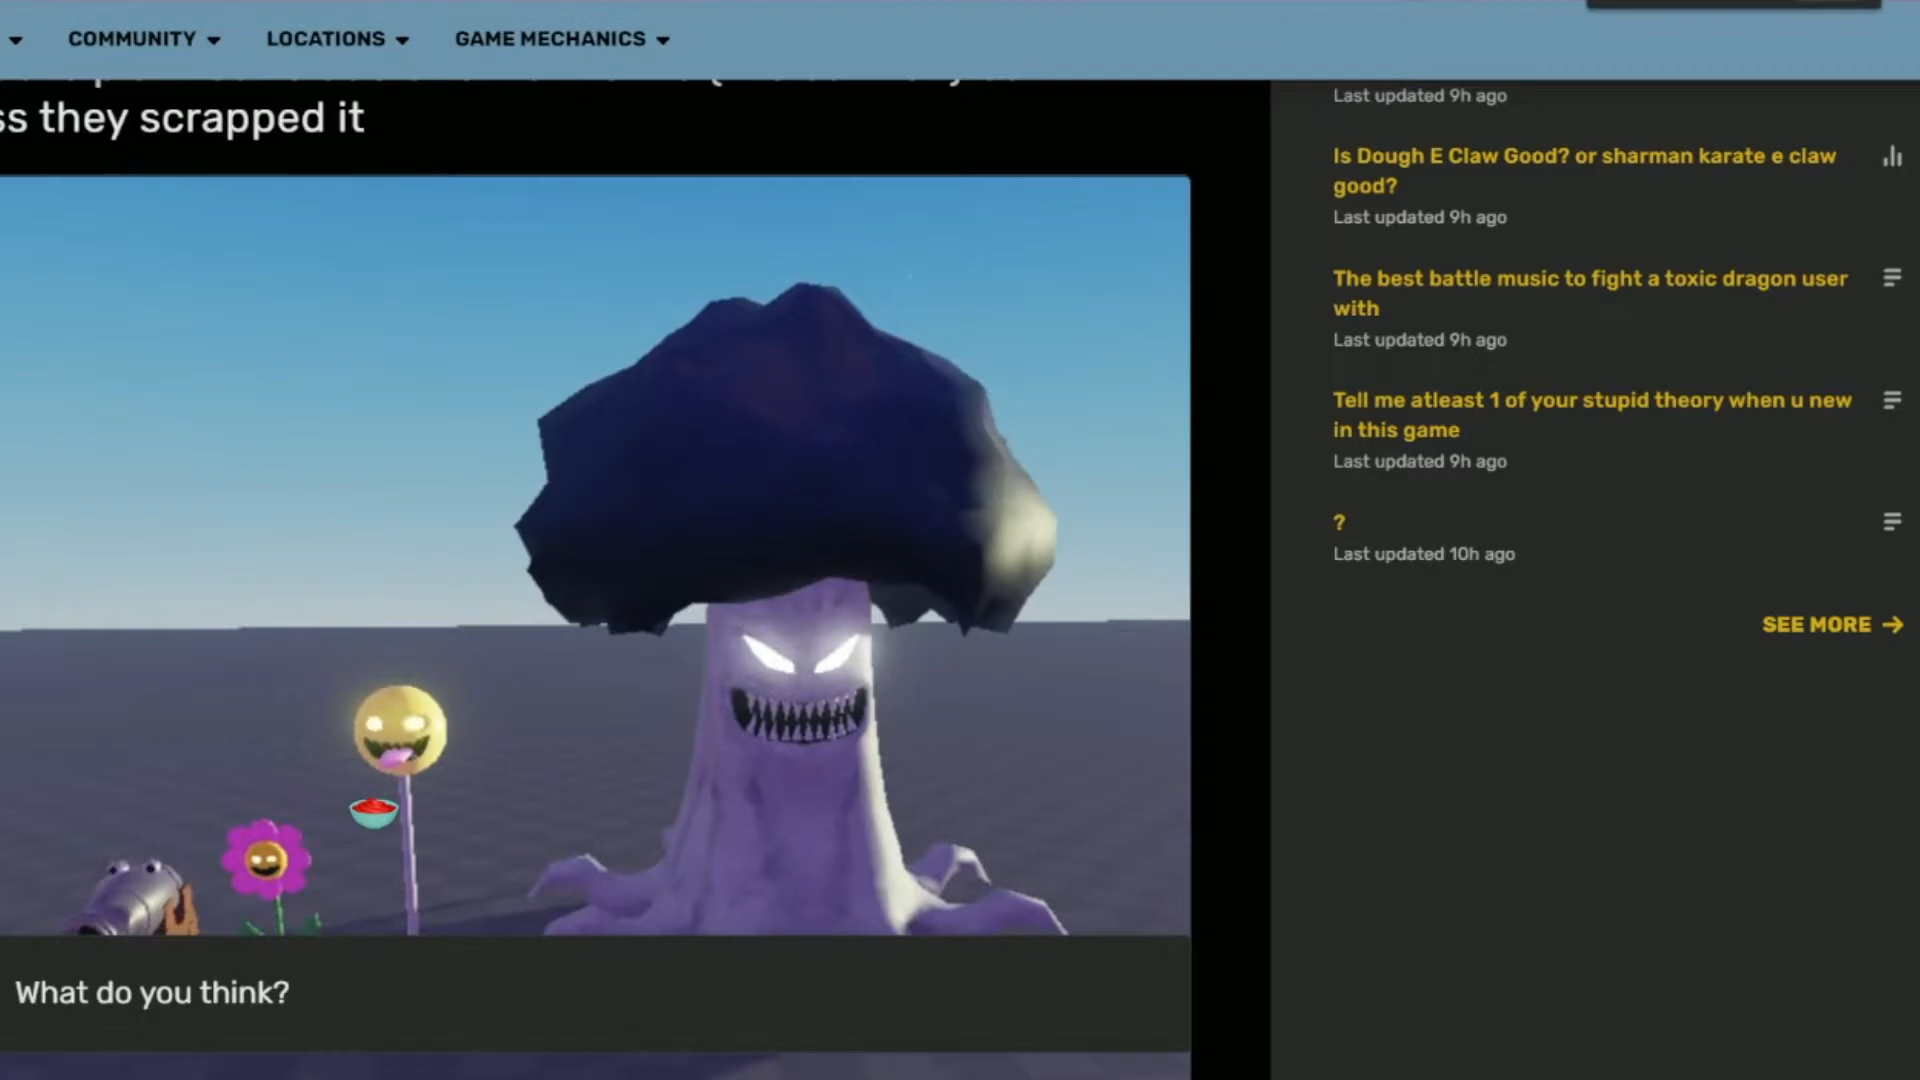 COMMUNITY
LOCATIONS
GAME MECHANICS
ss they scrapped it
What do you think?
Last updated 9h ago
Is Dough E Claw Good? or sharman karate e claw
good?
Last updated 9h ago
The best battle music to fight a toxic dragon user
with
Last updated 9h ago
Tell me atleast 1 of your stupid theory when u new
in this game
Last updated 9h ago
?
Last updated 10h ago
SEE MORE